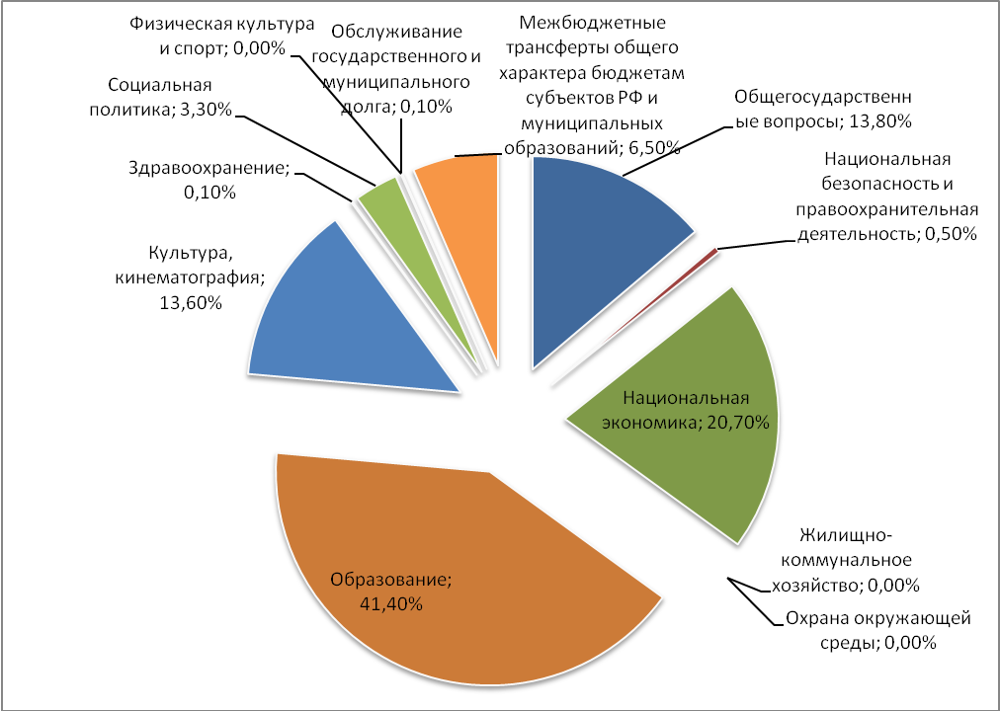 Физическая культура
и спорт; 0,00%
Обслуживание
государственного и
муниципального
долга; 0,10%
Межбюджетные
трансферты общего
характера бюджетам
субъектов РФ и
муниципальных
образований; 6,50%
Общегосударственн
ые вопросы; 13,80%
Национальная
безопасность и
правоохранительная
деятельность; 0,50%
Социальная
политика; 3,30%
Здравоохранение;
0,10%
Культура,
кинематография;
13,60%
Национальная
экономика; 20,70%
Жилищно-
коммунальное
хозяйство; 0,00%
Охрана окружающей
среды; 0,00%
Образование;
41,40%